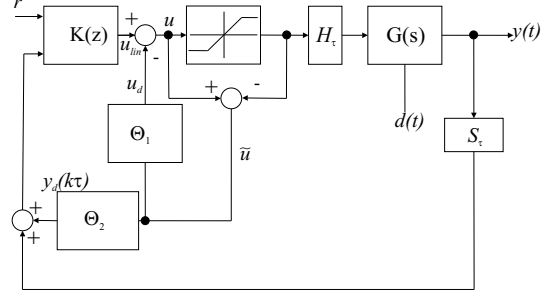 r
K(z)
+
u_lin
-
u
H_τ
G(s)
y(t)
u_d
+
-
d(t)
S_τ
Θ_1
ũ
y_d(kτ)
+
+
Θ_2